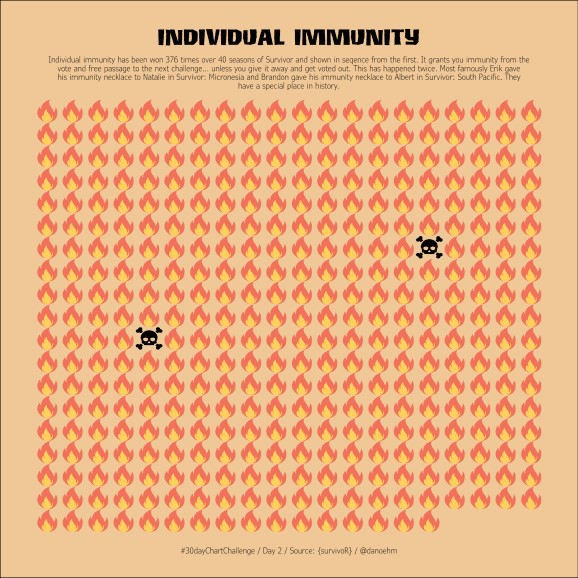 INDIVIDUAL IMMUNITY
Individual immunity has been won 376 times over 40 seasons of Survivor and shown in seqence from the first. It grants you immunity from the
vote and free passage to the next challenge... unless you give it away and get voted out. This has happened twice. Most famously Erik gave
his immunity necklace to Natalie in Survivor: Micronesia and Brandon gave his immunity necklace to Albert in Survivor: South Pacific. They
have a special place in history.
#30dayChartChallenge / Day 2 / Source: {survivoR} / @danoehm